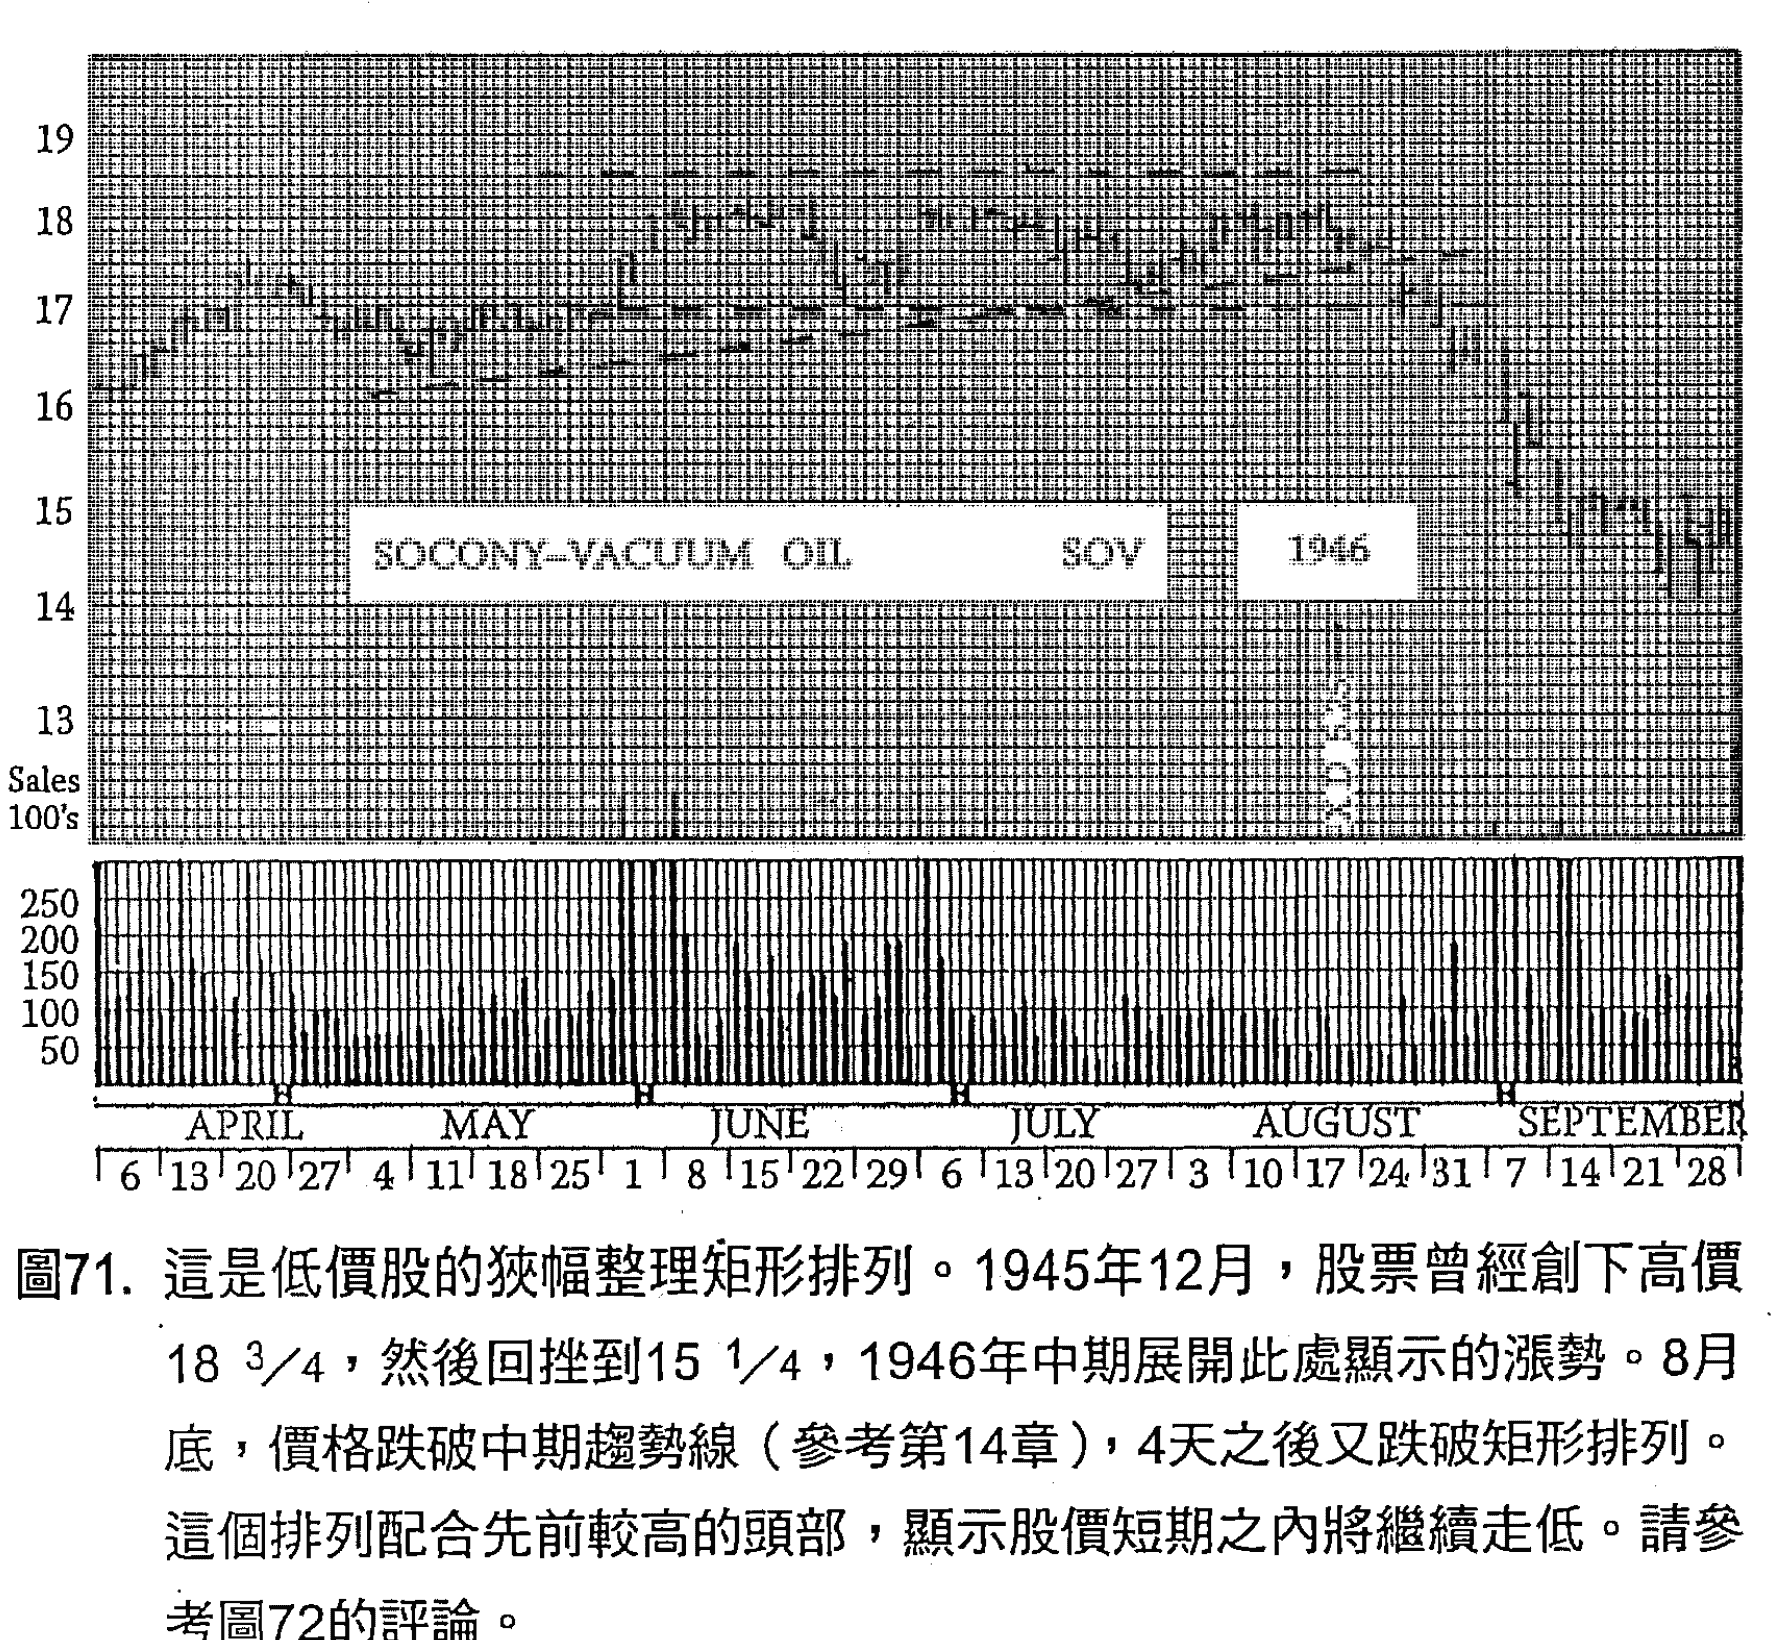 19
18
17
16
15
SOCONY-VACUUM OIL SOV 1946
14
13
Sales
100's
250
200
150
100
50
APRIL MAY JUNE JULY AUGUST SEPTEMBER
6 13 20 27 4 11 18 25 1 8 15 22 29 6 13 20 27 3 10 17 24 31 7 14 21 28
圖71. 這是低價股的狹幅整理矩形排列。1945年12月，股票曾經創下高價
18 3/4，然後回挫到15 1/4，1946年中期展開此處顯示的漲勢。8月
底，價格跌破中期趨勢線（參考第14章），4天之後又跌破矩形排列。
這個排列配合先前較高的頭部，顯示股價短期之內將繼續走低。請參
考圖72的評論。